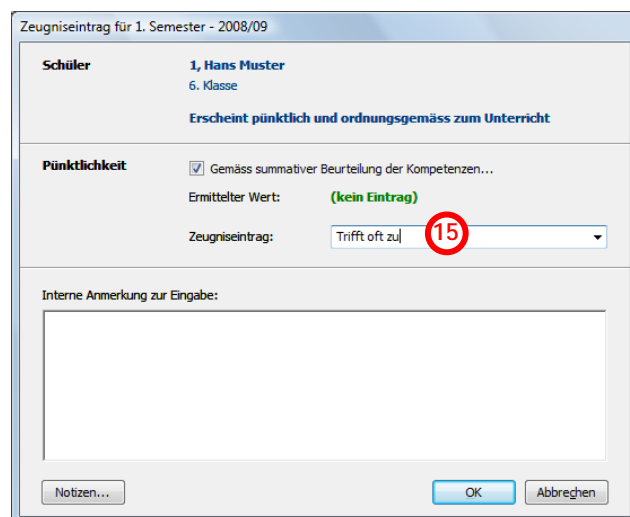 Zeugniseintrag für 1. Semester - 2008/09
Schüler 1, Hans Muster
6. Klasse
Erscheint pünktlich und ordnungsgemäss zum Unterricht
Pünktlichkeit Gemäss summativer Beurteilung der Kompetenzen...
Ermittelter Wert: (kein Eintrag)
Zeugniseintrag: Trifft oft zu 15
Interne Anmerkung zur Eingabe:
Notizen... OK Abbrechen